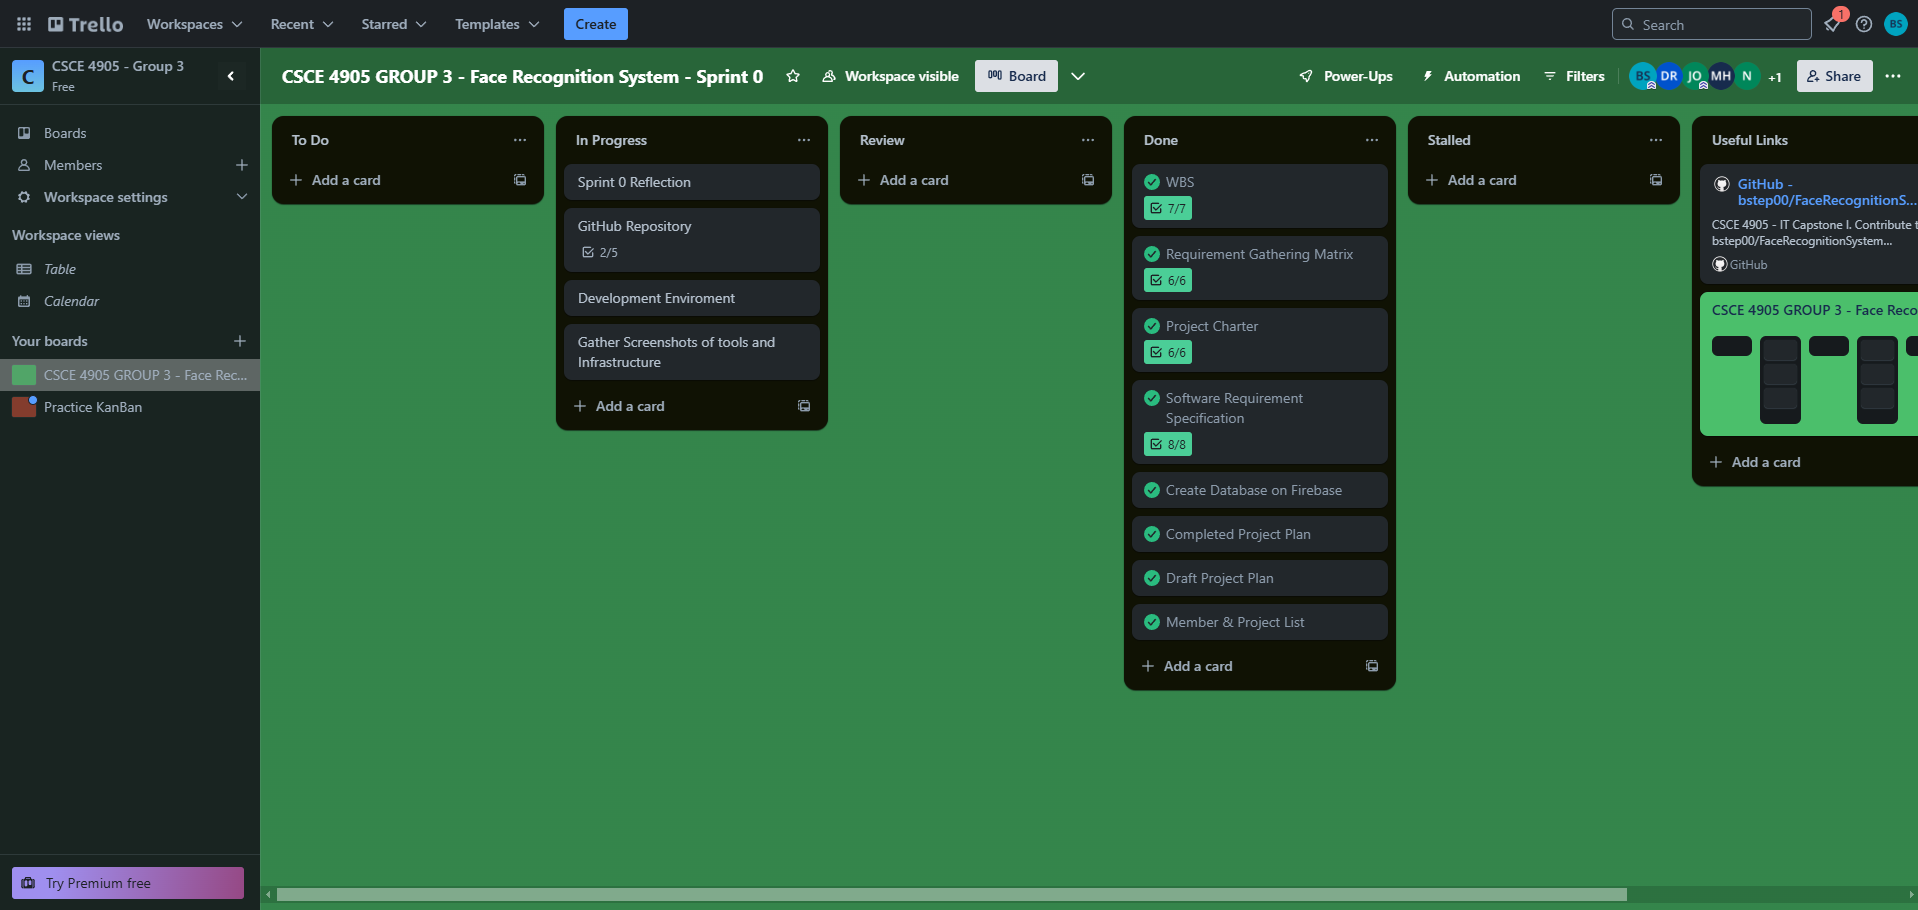 Trello
Workspaces
Recent
Starred
Templates
Create
Search
1
BS
C
CSCE 4905 - Group 3
Free
Boards
Members
Workspace settings
Workspace views
Table
Calendar
Your boards
CSCE 4905 GROUP 3 - Face Rec...
Practice KanBan
Try Premium free
CSCE 4905 GROUP 3 - Face Recognition System - Sprint 0
Workspace visible
Board
Power-Ups
Automation
Filters
BS
DR
JO
MH
N
+1
Share
To Do
Add a card
In Progress
Sprint 0 Reflection
GitHub Repository
2/5
Development Enviroment
Gather Screenshots of tools and
Infrastructure
Add a card
Review
Add a card
Done
WBS
7/7
Requirement Gathering Matrix
6/6
Project Charter
6/6
Software Requirement
Specification
8/8
Create Database on Firebase
Completed Project Plan
Draft Project Plan
Member & Project List
Add a card
Stalled
Add a card
Useful Links
GitHub -
bstep00/FaceRecognitionS...
CSCE 4905 - IT Capstone I. Contribute t
bstep00/FaceRecognitionSystem...
GitHub
CSCE 4905 GROUP 3 - Face Reco
Add a card